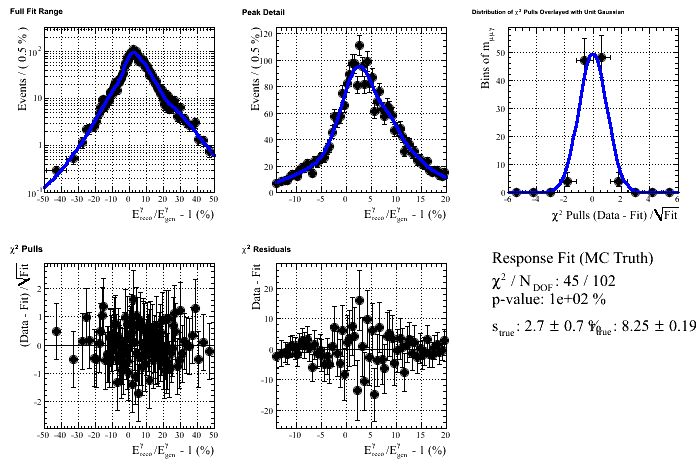 Full Fit Range
Events / ( 0.5 % )
10²
10
1
10⁻¹
-50 -40 -30 -20 -10 0 10 20 30 40 50
E^γ_reco/E^γ_gen - 1 (%)
Peak Detail
Events / ( 0.5 % )
120
100
80
60
40
20
0
-10 -5 0 5 10 15 20
E^γ_reco/E^γ_gen - 1 (%)
Distribution of χ² Pulls Overlayed with Unit Gaussian
Bins of m_μμγ
50
40
30
20
10
0
-6 -4 -2 0 2 4 6
χ² Pulls (Data - Fit) /√Fit
χ² Pulls
(Data - Fit) /√Fit
2
1
0
-1
-2
-50 -40 -30 -20 -10 0 10 20 30 40 50
E^γ_reco/E^γ_gen - 1 (%)
χ² Residuals
Data - Fit
20
10
0
-10
-20
-10 -5 0 5 10 15 20
E^γ_reco/E^γ_gen - 1 (%)
Response Fit (MC Truth)
χ² / N_DOF: 45 / 102
p-value: 1e+02 %
s_true: 2.7 ± 0.7 % r_true: 8.25 ± 0.19